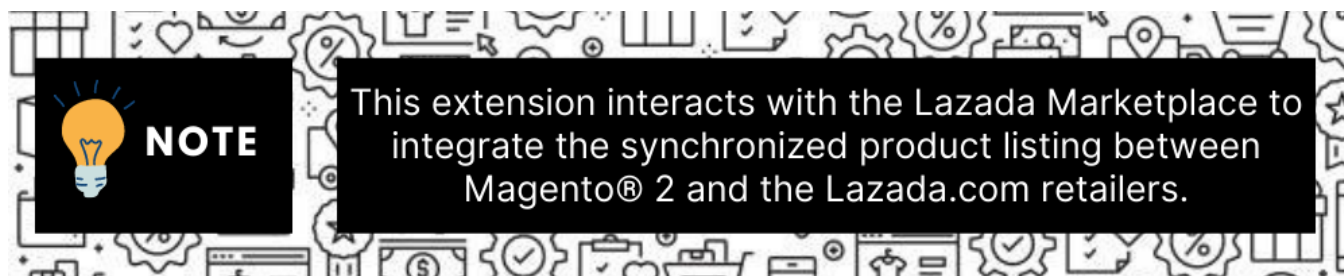 NOTE
This extension interacts with the Lazada Marketplace to
integrate the synchronized product listing between
Magento® 2 and the Lazada.com retailers.